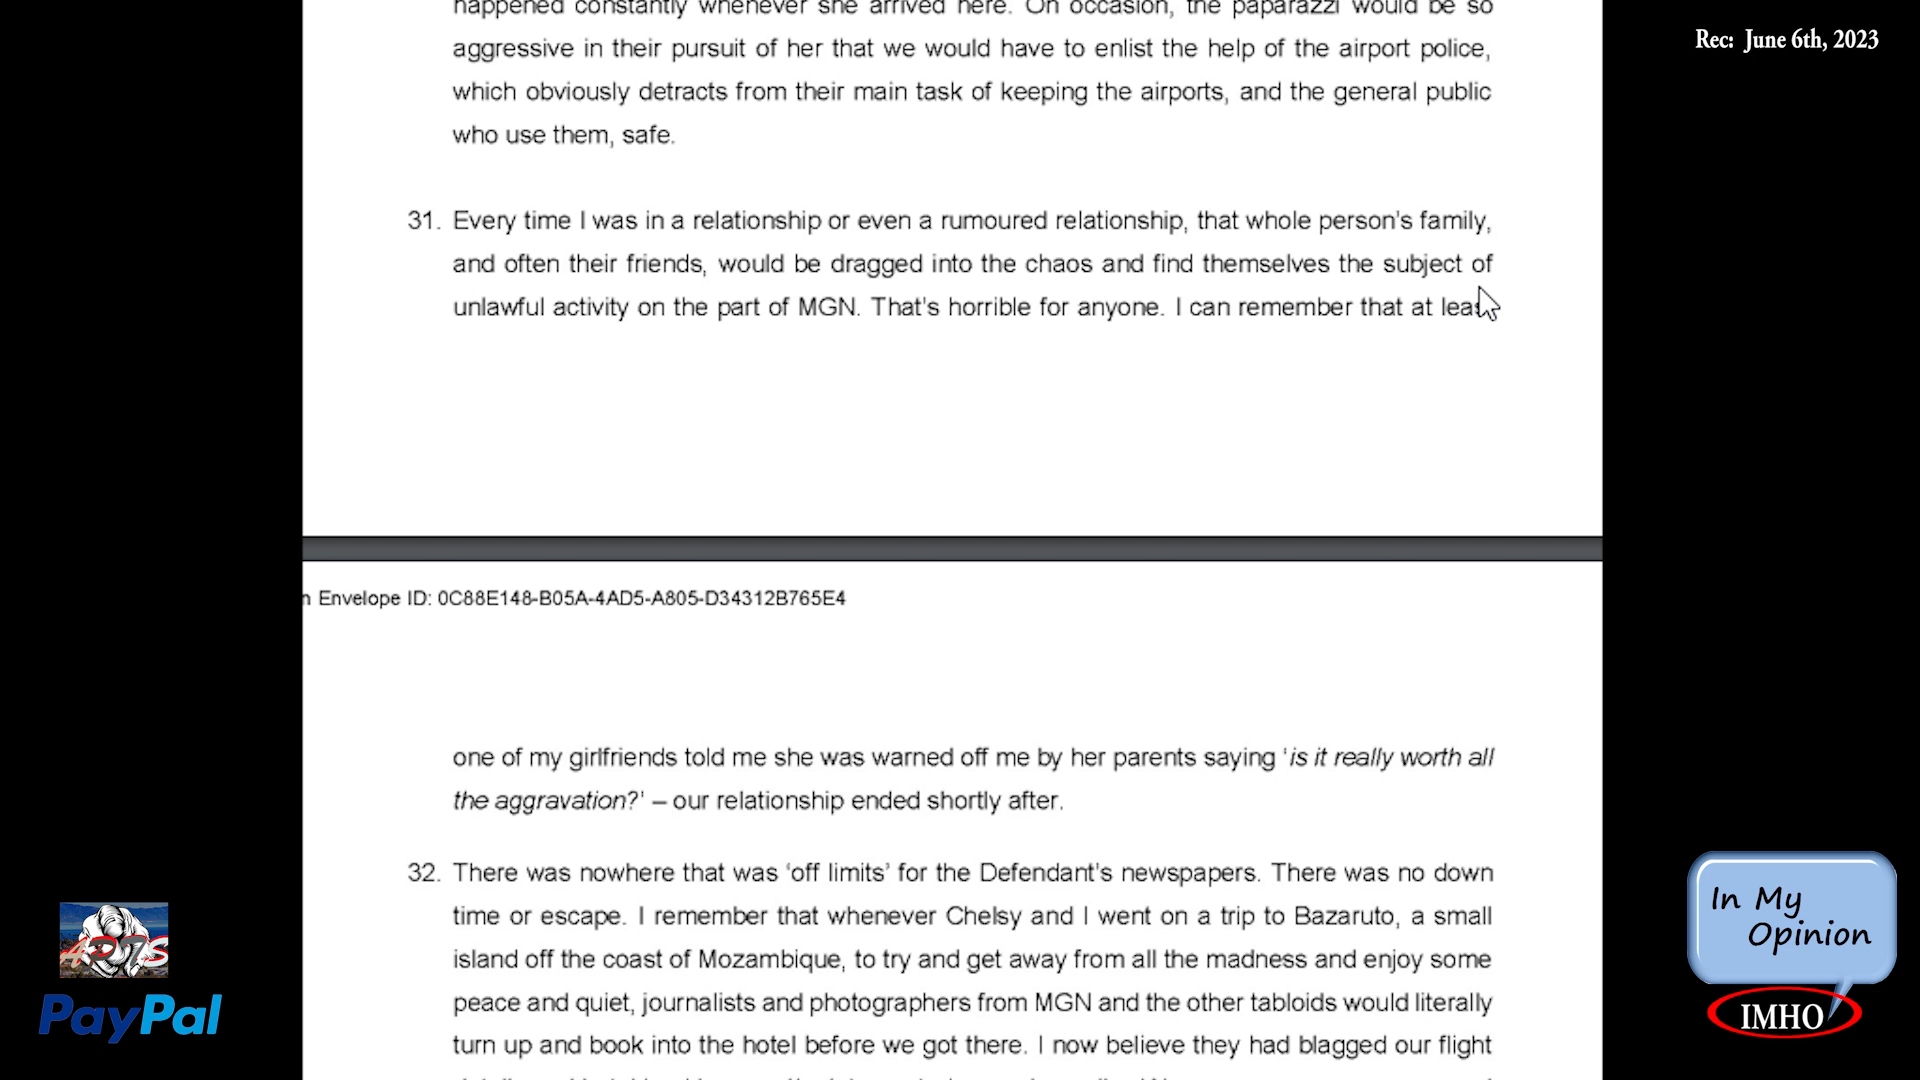 happened constantly whenever she arrived here. On occasion, the paparazzi would be so
aggressive in their pursuit of her that we would have to enlist the help of the airport police,
which obviously detracts from their main task of keeping the airports, and the general public
who use them, safe.
Rec: June 6th, 2023
31. Every time I was in a relationship or even a rumoured relationship, that whole person's family,
and often their friends, would be dragged into the chaos and find themselves the subject of
unlawful activity on the part of MGN. That's horrible for anyone. I can remember that at least
n Envelope ID: 0C88E148-B05A-4AD5-A805-D34312B765E4
one of my girlfriends told me she was warned off me by her parents saying 'is it really worth all
the aggravation?' – our relationship ended shortly after.
32. There was nowhere that was 'off limits' for the Defendant's newspapers. There was no down
time or escape. I remember that whenever Chelsy and I went on a trip to Bazaruto, a small
island off the coast of Mozambique, to try and get away from all the madness and enjoy some
peace and quiet, journalists and photographers from MGN and the other tabloids would literally
turn up and book into the hotel before we got there. I now believe they had blagged our flight
PayPal
In My
Opinion
IMHO